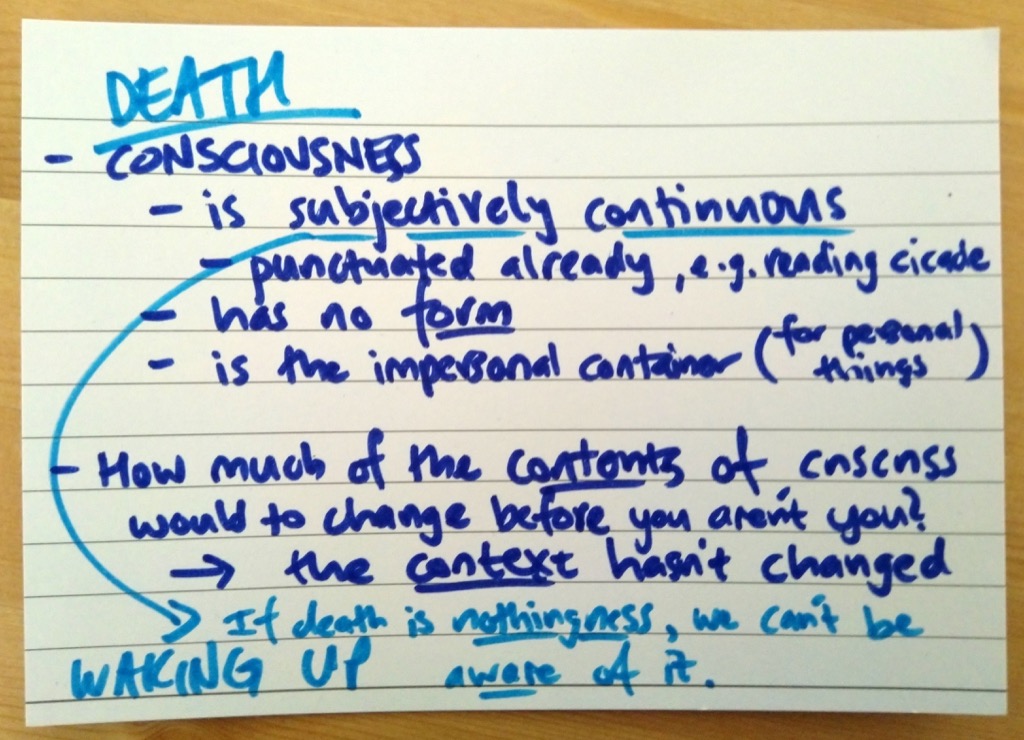 DEATH
- CONSCIOUSNESS
- is subjectively continuous
- punctuated already, e.g. reading cicade
- has no form
- is the impersonal container (for personal things)
- How much of the contents of cnscnss
would to change before you aren't you?
→ the context hasn't changed
→ If death is nothingness, we can't be
WAKING UP aware of it.